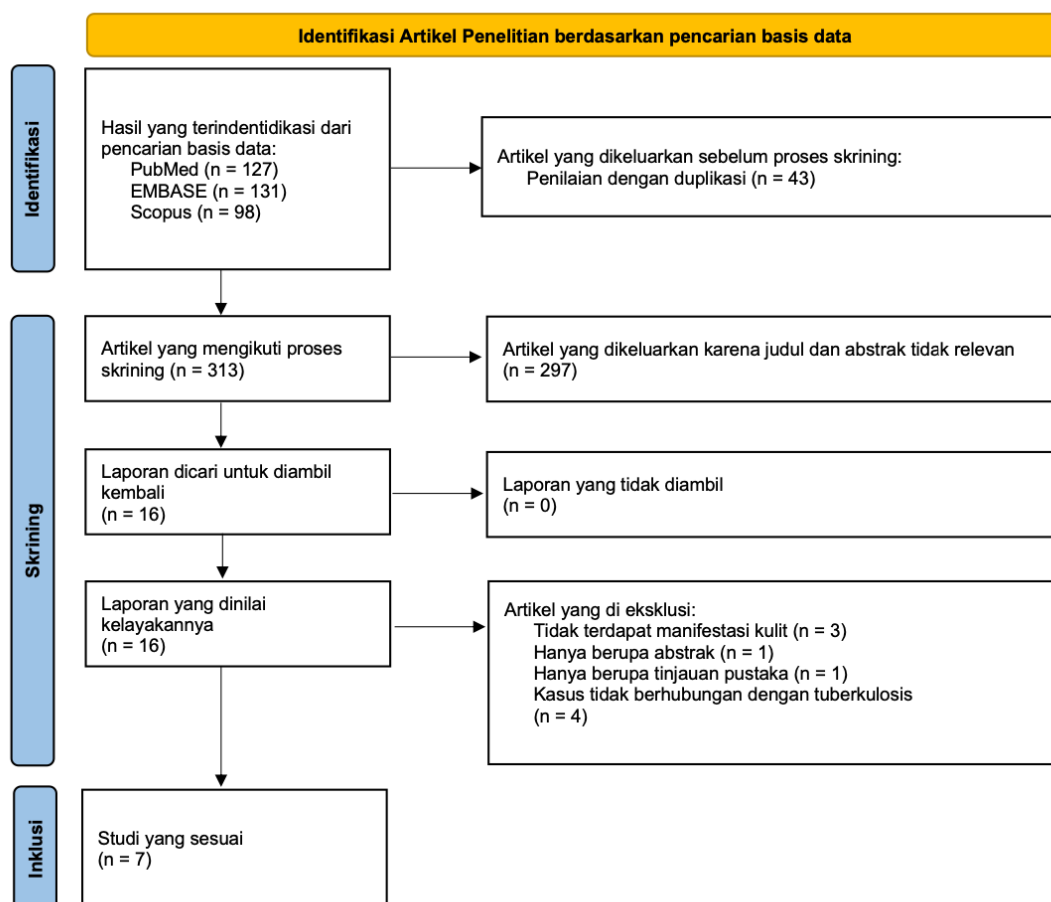 Identifikasi Artikel Penelitian berdasarkan pencarian basis data
Identifikasi
Hasil yang terindentidikasi dari
pencarian basis data:
PubMed (n = 127)
EMBASE (n = 131)
Scopus (n = 98)
Artikel yang dikeluarkan sebelum proses skrining:
Penilaian dengan duplikasi (n = 43)
Skrining
Artikel yang mengikuti proses
skrining (n = 313)
Artikel yang dikeluarkan karena judul dan abstrak tidak relevan
(n = 297)
Laporan dicari untuk diambil
kembali
(n = 16)
Laporan yang tidak diambil
(n = 0)
Laporan yang dinilai
kelayakannya
(n = 16)
Artikel yang di eksklusi:
Tidak terdapat manifestasi kulit (n = 3)
Hanya berupa abstrak (n = 1)
Hanya berupa tinjauan pustaka (n = 1)
Kasus tidak berhubungan dengan tuberkulosis
(n = 4)
Inklusi
Studi yang sesuai
(n = 7)